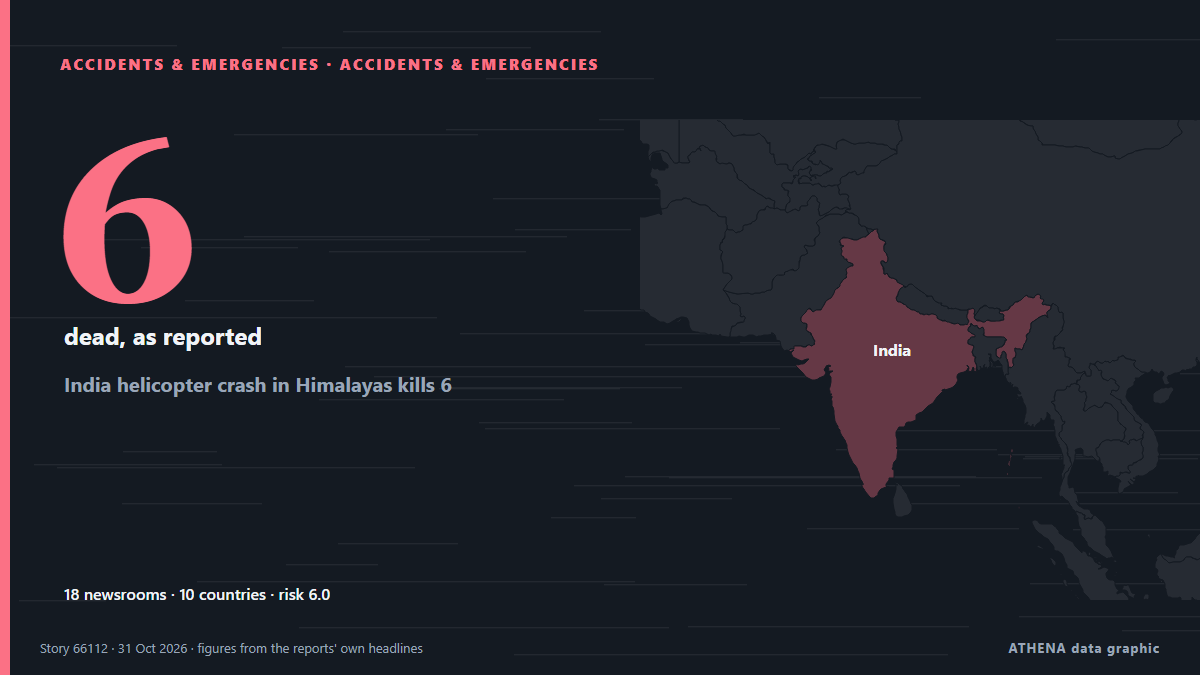 ACCIDENTS & EMERGENCIES · ACCIDENTS & EMERGENCIES
6
dead, as reported
India helicopter crash in Himalayas kills 6
India
18 newsrooms · 10 countries · risk 6.0
Story 66112 · 31 Oct 2026 · figures from the reports' own headlines
ATHENA data graphic